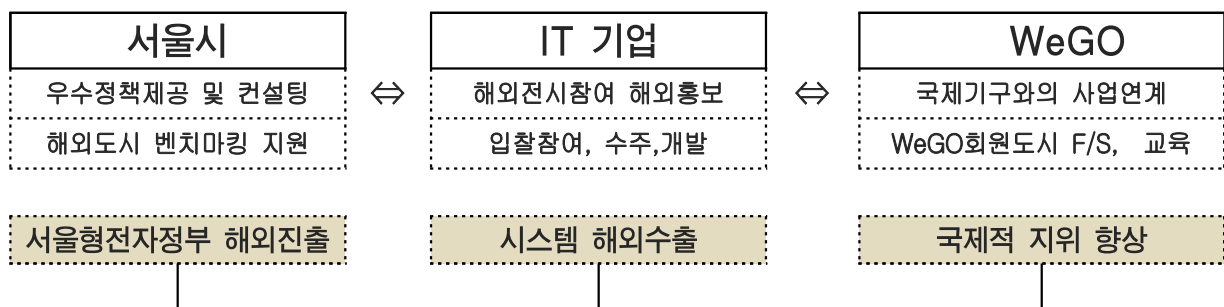 서울시
우수정책제공 및 컨설팅
해외도시 벤치마킹 지원
⇔
IT 기업
해외전시참여 해외홍보
입찰참여, 수주,개발
⇔
WeGO
국제기구와의 사업연계
WeGO회원도시 F/S, 교육
서울형전자정부 해외진출
시스템 해외수출
국제적 지위 향상